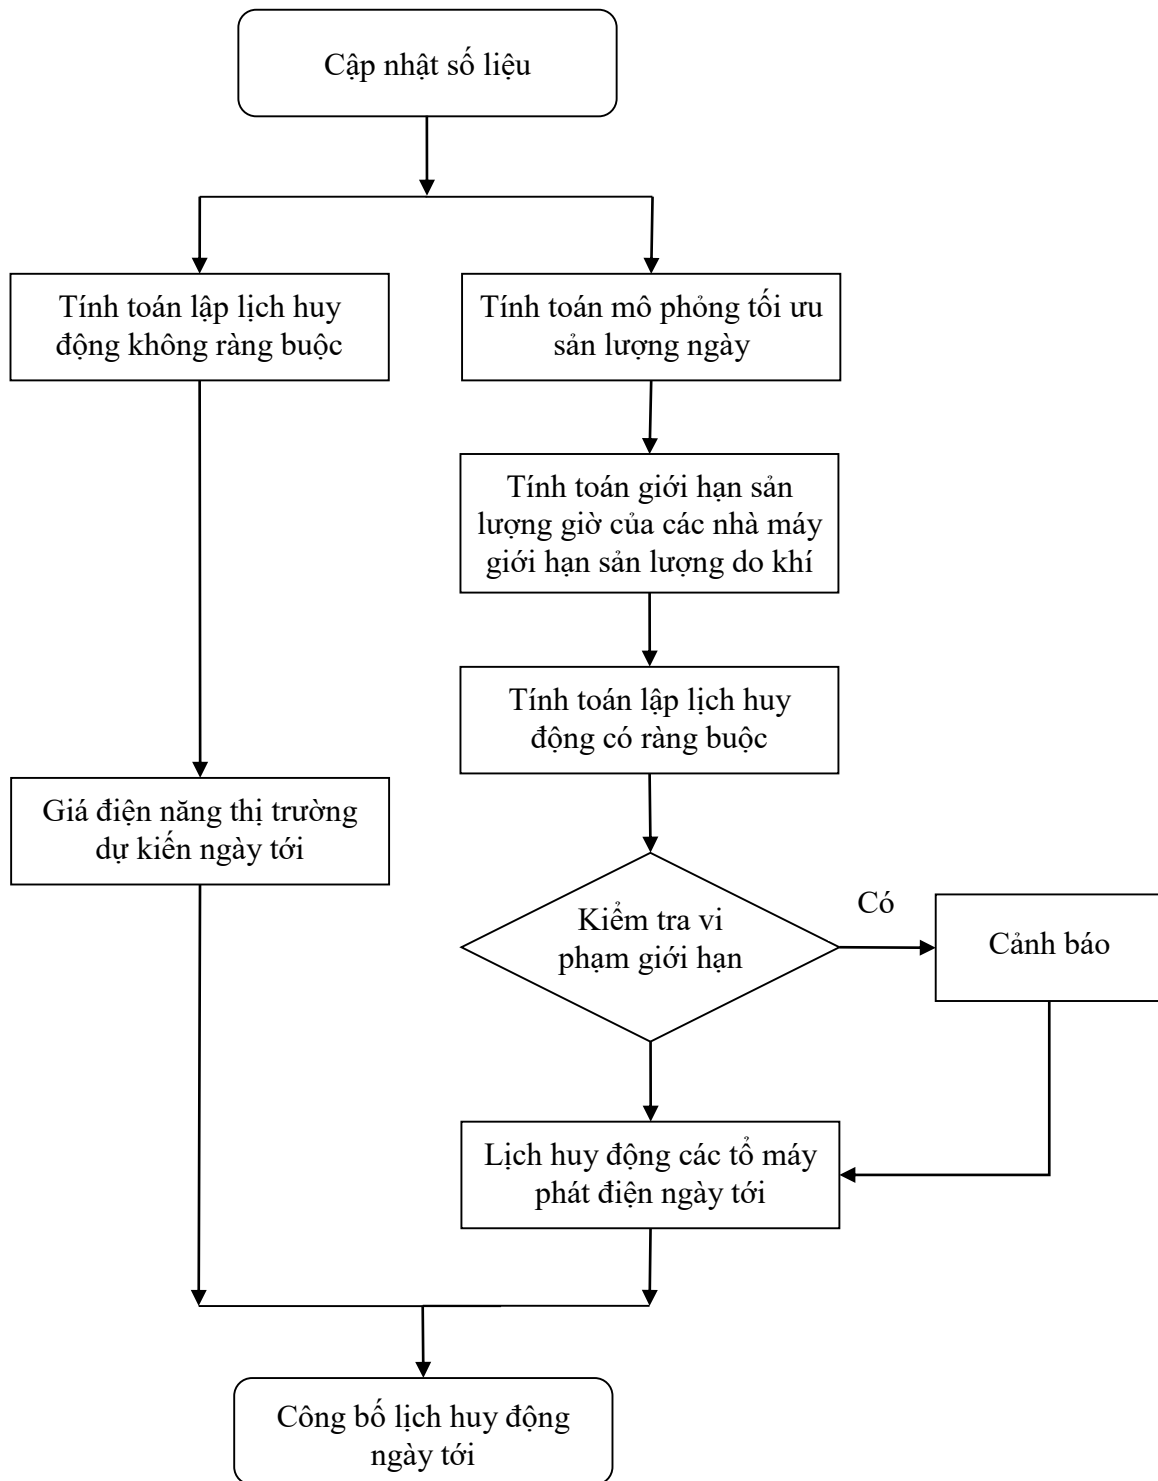 Cập nhật số liệu
Tính toán lập lịch huy
động không ràng buộc
Tính toán mô phỏng tối ưu
sản lượng ngày
Tính toán giới hạn sản
lượng giờ của các nhà máy
giới hạn sản lượng do khí
Tính toán lập lịch huy
động có ràng buộc
Giá điện năng thị trường
dự kiến ngày tới
Kiểm tra vi
phạm giới hạn
Có
Cảnh báo
Lịch huy động các tổ máy
phát điện ngày tới
Công bố lịch huy động
ngày tới